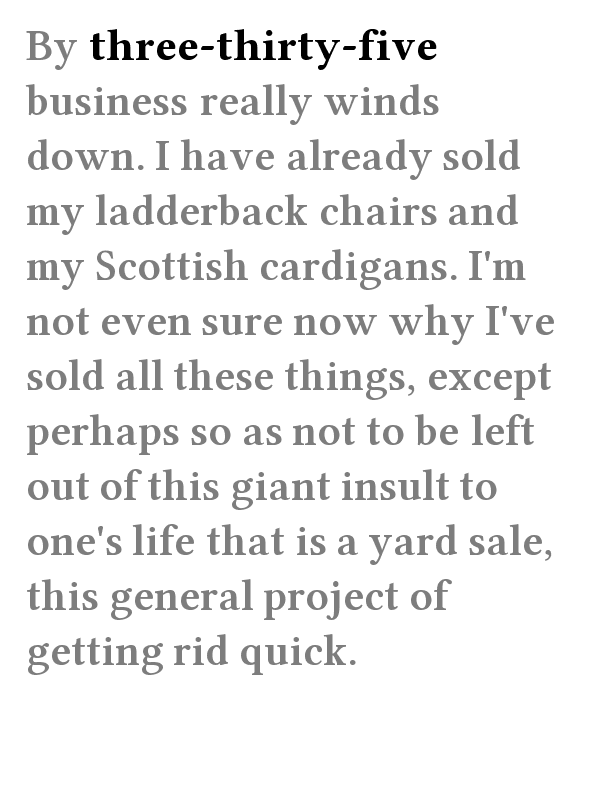 By three-thirty-five
business really winds
down. I have already sold
my ladderback chairs and
my Scottish cardigans. I'm
not even sure now why I've
sold all these things, except
perhaps so as not to be left
out of this giant insult to
one's life that is a yard sale,
this general project of
getting rid quick.